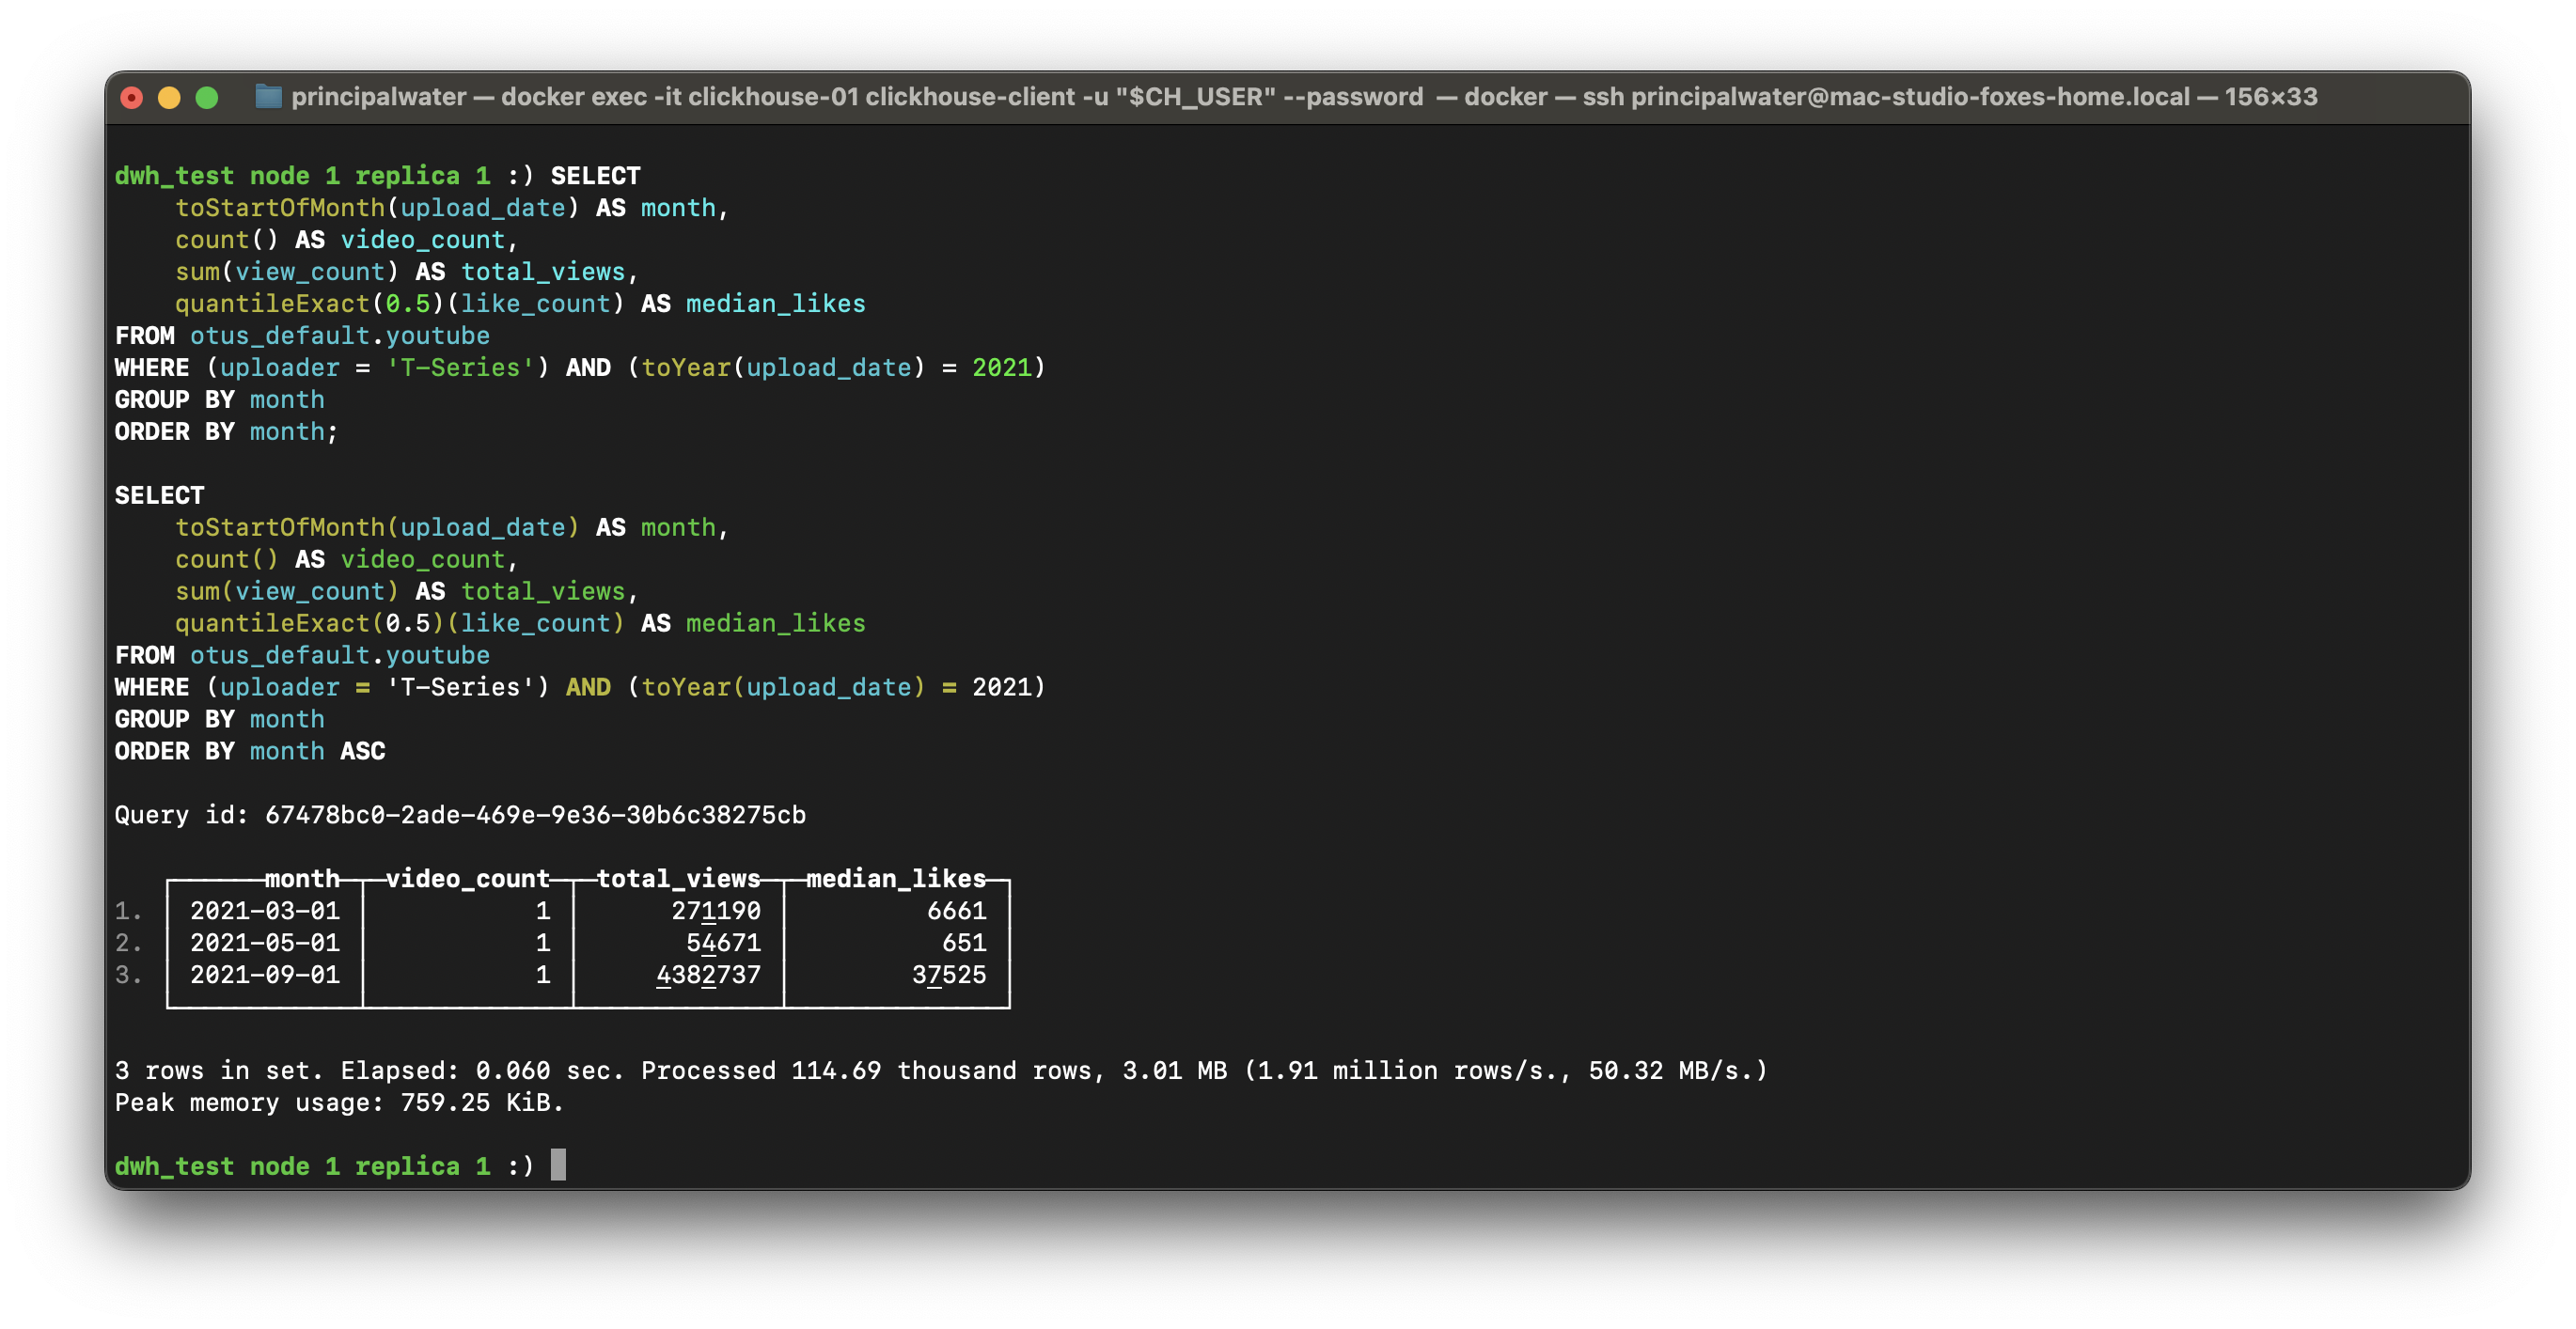 principalwater — docker exec -it clickhouse-01 clickhouse-client -u "$CH_USER" --password — docker — ssh principalwater@mac-studio-foxes-home.local — 156×33
dwh_test node 1 replica 1 :) SELECT
    toStartOfMonth(upload_date) AS month,
    count() AS video_count,
    sum(view_count) AS total_views,
    quantileExact(0.5)(like_count) AS median_likes
FROM otus_default.youtube
WHERE (uploader = 'T-Series') AND (toYear(upload_date) = 2021)
GROUP BY month
ORDER BY month;
SELECT
    toStartOfMonth(upload_date) AS month,
    count() AS video_count,
    sum(view_count) AS total_views,
    quantileExact(0.5)(like_count) AS median_likes
FROM otus_default.youtube
WHERE (uploader = 'T-Series') AND (toYear(upload_date) = 2021)
GROUP BY month
ORDER BY month ASC
Query id: 67478bc0-2ade-469e-9e36-30b6c38275cb
month video_count total_views median_likes
1. 2021-03-01 1 271190 6661
2. 2021-05-01 1 54671 651
3. 2021-09-01 1 4382737 37525
3 rows in set. Elapsed: 0.060 sec. Processed 114.69 thousand rows, 3.01 MB (1.91 million rows/s., 50.32 MB/s.)
Peak memory usage: 759.25 KiB.
dwh_test node 1 replica 1 :)